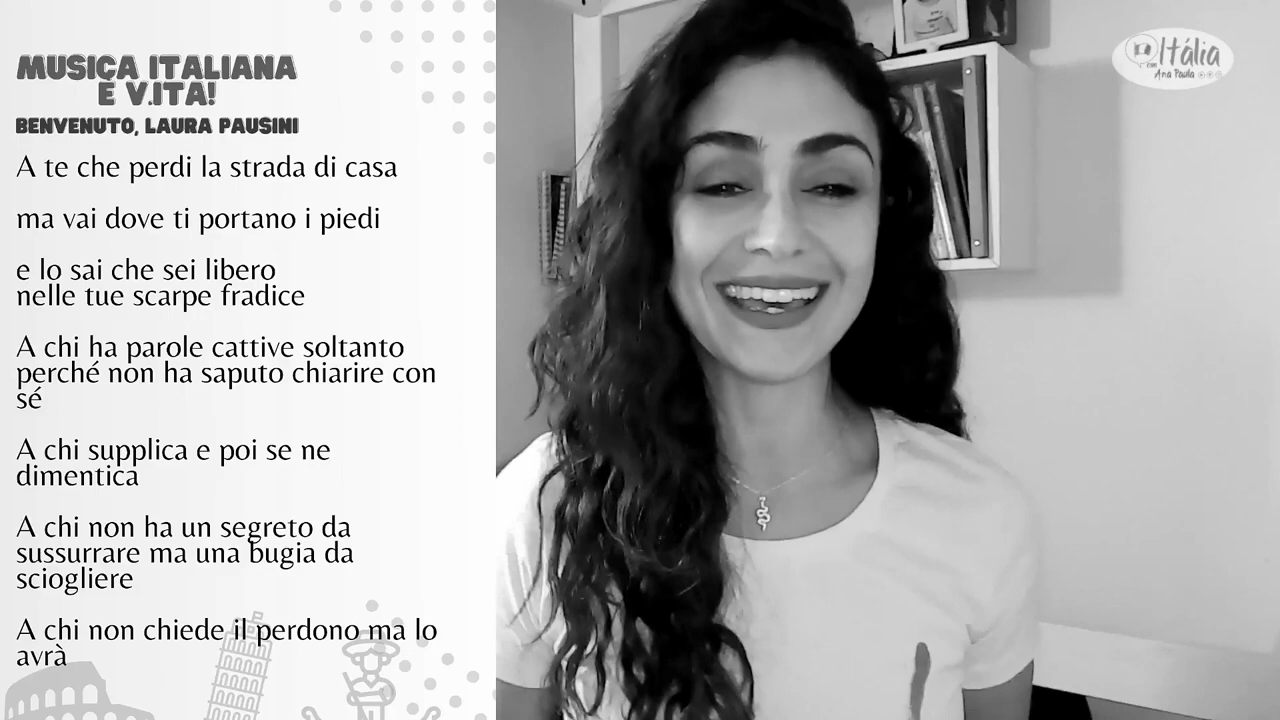 MUSICA ITALIANA
E V.ITA!
BENVENUTO, LAURA PAUSINI
A te che perdi la strada di casa
ma vai dove ti portano i piedi
e lo sai che sei libero
nelle tue scarpe fradice
A chi ha parole cattive soltanto
perché non ha saputo chiarire con
sé
A chi supplica e poi se ne
dimentica
A chi non ha un segreto da
sussurrare ma una bugia da
sciogliere
A chi non chiede il perdono ma lo
avrà
Itália
com
Ana Paula